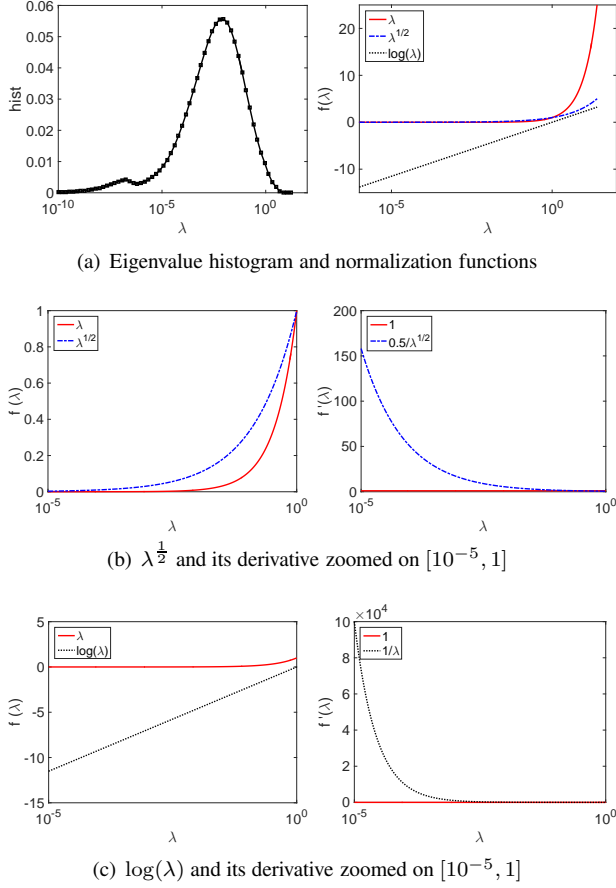 0.06
0.05
0.04
0.03
0.02
0.01
0
hist
10^-10 10^-5 10^0
λ
λ
λ^1/2
log(λ)
20
10
0
-10
f(λ)
10^-5 10^0
λ
(a) Eigenvalue histogram and normalization functions
λ
λ^1/2
1
0.8
0.6
0.4
0.2
0
f (λ)
10^-5 10^0
λ
1
0.5/λ^1/2
200
150
100
50
0
f '(λ)
10^-5 10^0
λ
(b) λ^1/2 and its derivative zoomed on [10^-5, 1]
λ
log(λ)
5
0
-5
-10
-15
f (λ)
10^-5 10^0
λ
×10^4
1
1/λ
10
8
6
4
2
0
f '(λ)
10^-5 10^0
λ
(c) log(λ) and its derivative zoomed on [10^-5, 1]